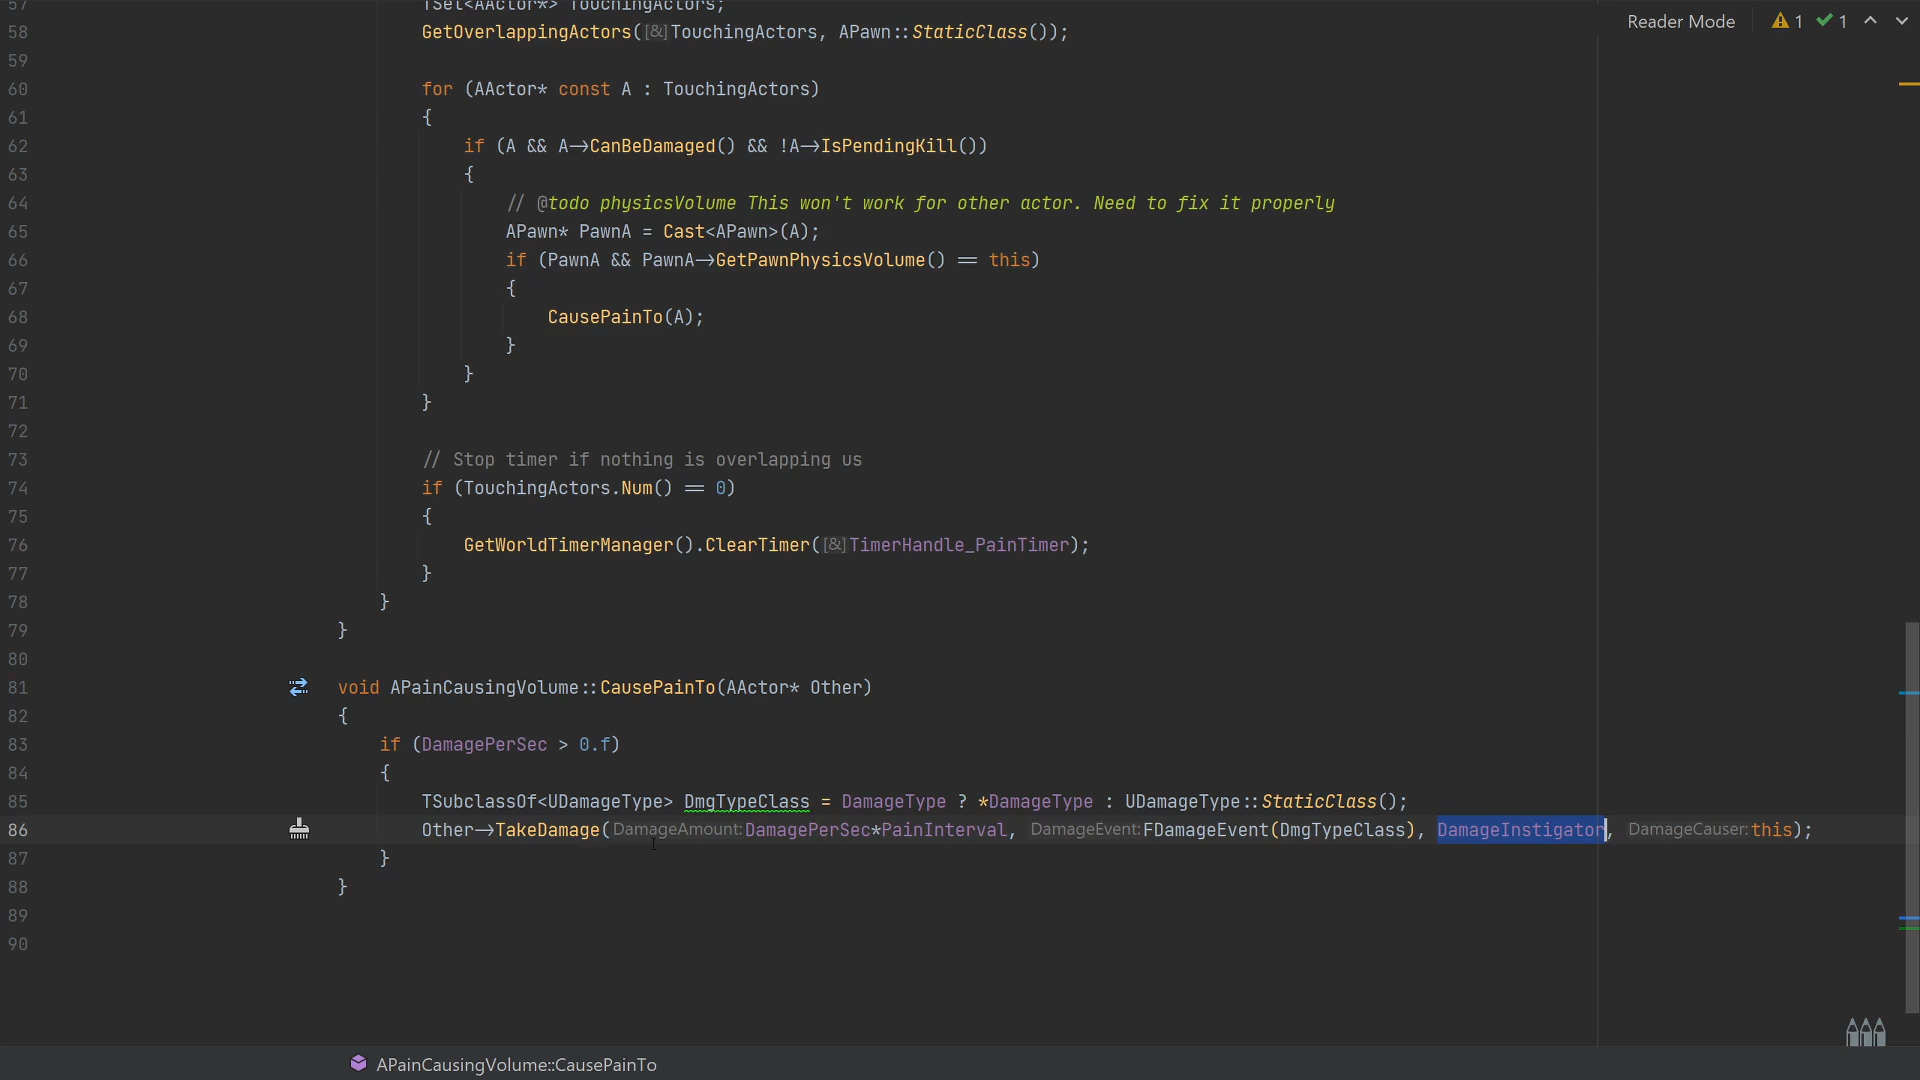 57 TSet<AActor*> TouchingActors;
58 GetOverlappingActors([&]TouchingActors, APawn::StaticClass());
59
60 for (AActor* const A : TouchingActors)
61 {
62 if (A && A->CanBeDamaged() && !A->IsPendingKill())
63 {
64 // @todo physicsVolume This won't work for other actor. Need to fix it properly
65 APawn* PawnA = Cast<APawn>(A);
66 if (PawnA && PawnA->GetPawnPhysicsVolume() == this)
67 {
68 CausePainTo(A);
69 }
70 }
71 }
72
73 // Stop timer if nothing is overlapping us
74 if (TouchingActors.Num() == 0)
75 {
76 GetWorldTimerManager().ClearTimer([&]TimerHandle_PainTimer);
77 }
78 }
79 }
80
81 void APainCausingVolume::CausePainTo(AActor* Other)
82 {
83 if (DamagePerSec > 0.f)
84 {
85 TSubclassOf<UDamageType> DmgTypeClass = DamageType ? *DamageType : UDamageType::StaticClass();
86 Other->TakeDamage(DamageAmount:DamagePerSec*PainInterval, DamageEvent:FDamageEvent(DmgTypeClass), DamageInstigator, DamageCauser:this);
87 }
88 }
89
90
Reader Mode 1 1
APainCausingVolume::CausePainTo